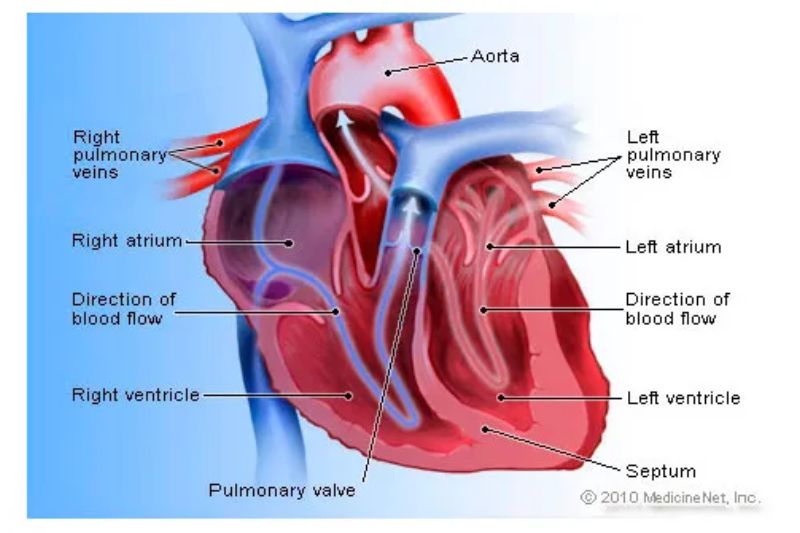 Aorta
Right
pulmonary
veins
Left
pulmonary
veins
Right atrium
Left atrium
Direction of
blood flow
Direction of
blood flow
Right ventricle
Left ventricle
Septum
Pulmonary valve
© 2010 MedicineNet, Inc.